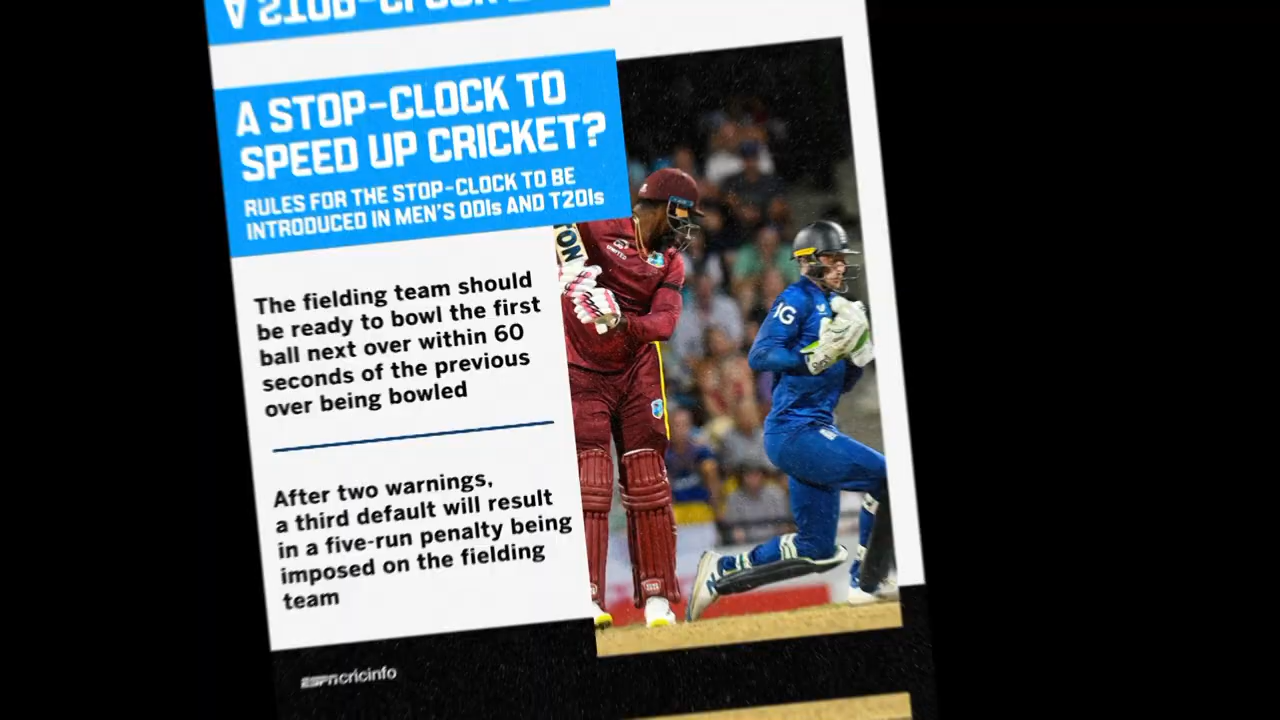 A STOP-CLOCK TO
SPEED UP CRICKET?
RULES FOR THE STOP-CLOCK TO BE
INTRODUCED IN MEN'S ODIs AND T20Is
The fielding team should
be ready to bowl the first
ball next over within 60
seconds of the previous
over being bowled
After two warnings,
a third default will result
in a five-run penalty being
imposed on the fielding
team
ESPNcricinfo